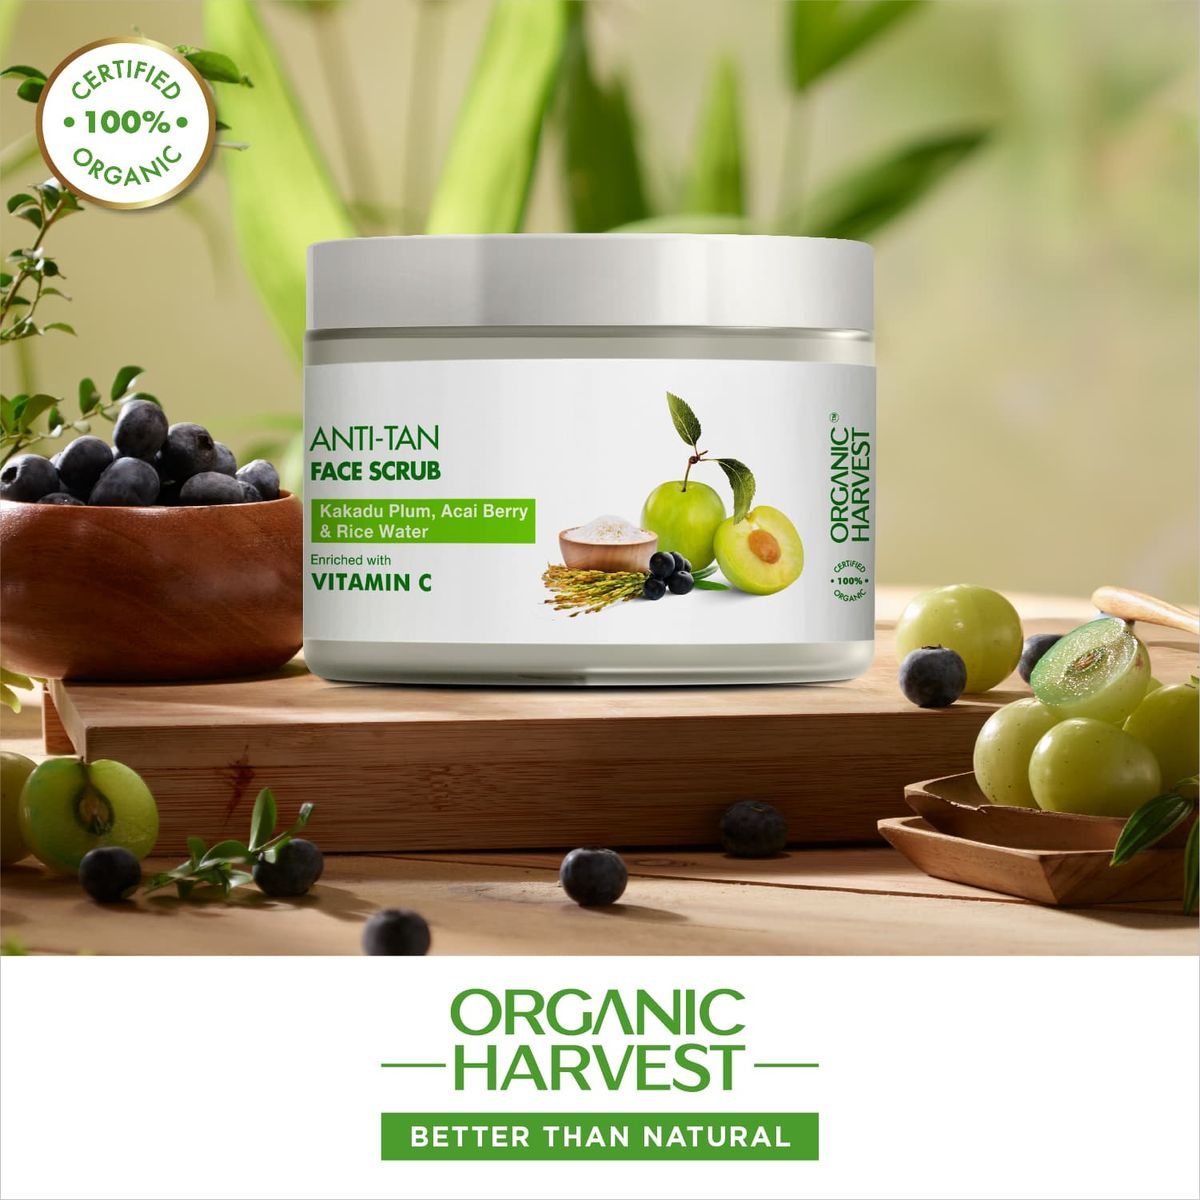 CERTIFIED
• 100% •
ORGANIC
ANTI-TAN
FACE SCRUB
Kakadu Plum, Acai Berry
& Rice Water
Enriched with
VITAMIN C
ORGANIC
HARVEST
CERTIFIED
• 100% •
ORGANIC
ORGANIC
HARVEST
BETTER THAN NATURAL